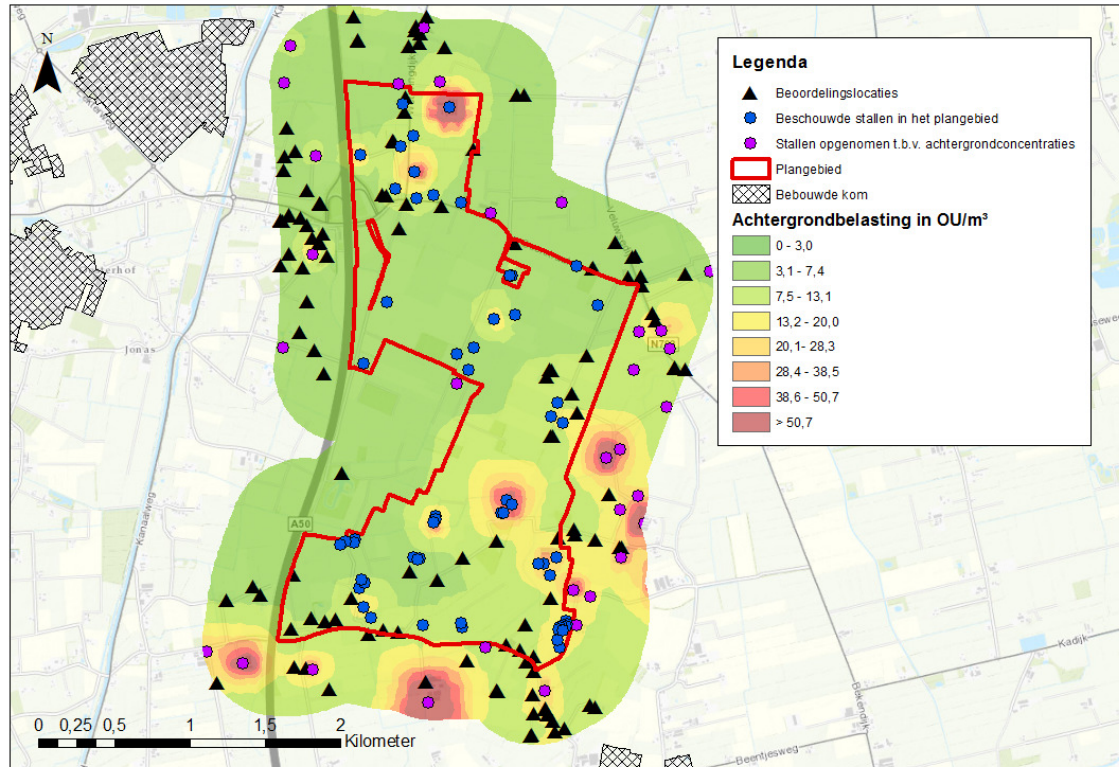 N
Legenda
Beoordelingslocaties
Beschouwde stallen in het plangebied
Stallen opgenomen t.b.v. achtergrondconcentraties
Plangebied
Bebouwde kom
Achtergrondbelasting in OU/m³
0 - 3,0
3,1 - 7,4
7,5 - 13,1
13,2 - 20,0
20,1- 28,3
28,4 - 38,5
38,6 - 50,7
> 50,7
Jonas
A50
Kanaalweg
Kadijk
Bekendijk
Beentjesweg
0 0,25 0,5 1 1,5 2
Kilometer